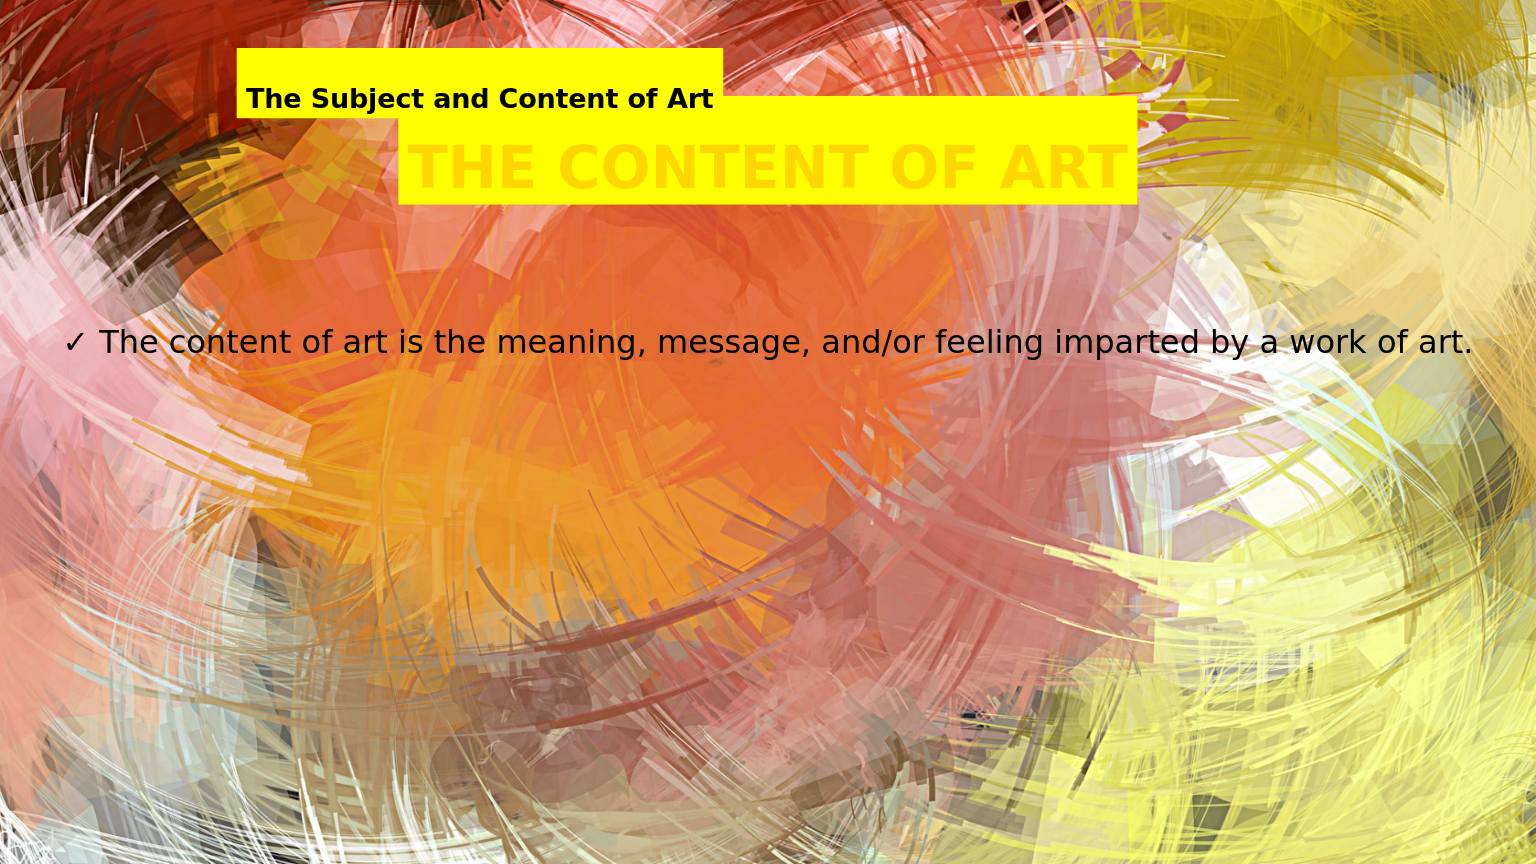 The Subject and Content of Art
THE CONTENT OF ART
✓ The content of art is the meaning, message, and/or feeling imparted by a work of art.